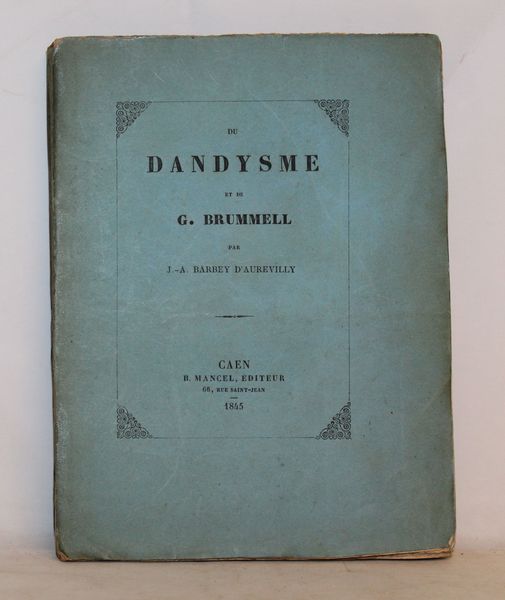 DU
DANDYSME
ET DE
G. BRUMMELL
PAR
J.-A. BARBEY D'AUREVILLY
CAEN
B. MANCEL, EDITEUR
66, RUE SAINT-JEAN
1845